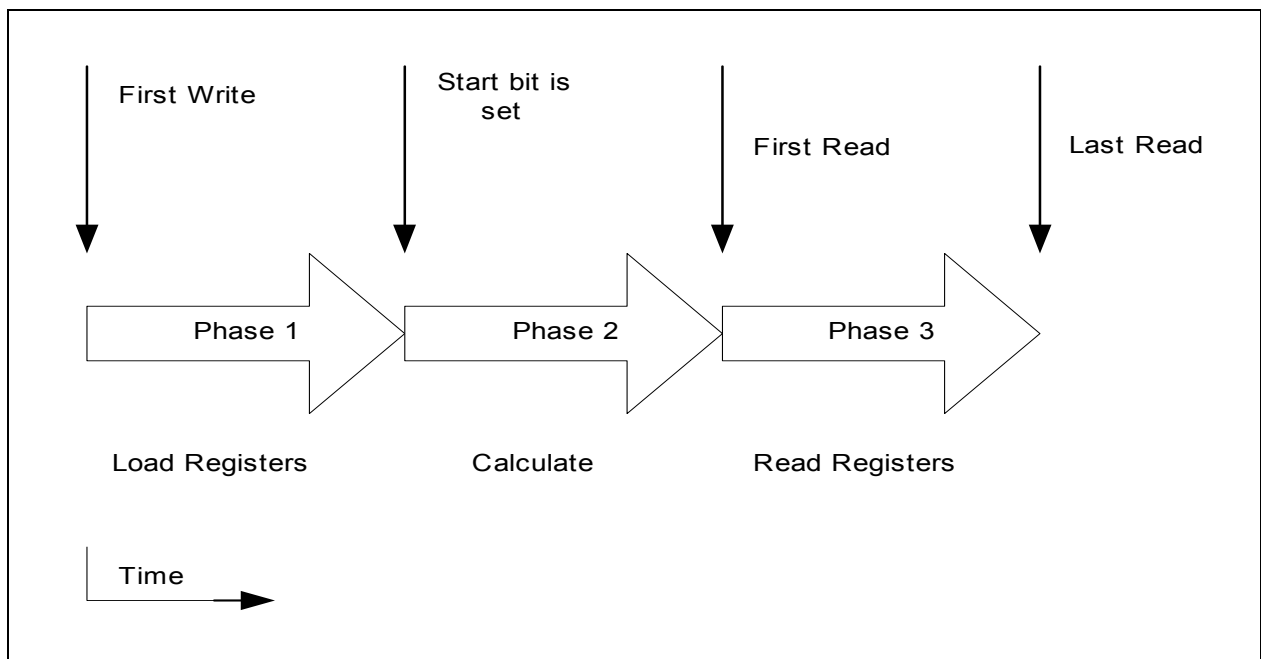 First Write
Start bit is
set
First Read
Last Read
Phase 1
Phase 2
Phase 3
Load Registers
Calculate
Read Registers
Time